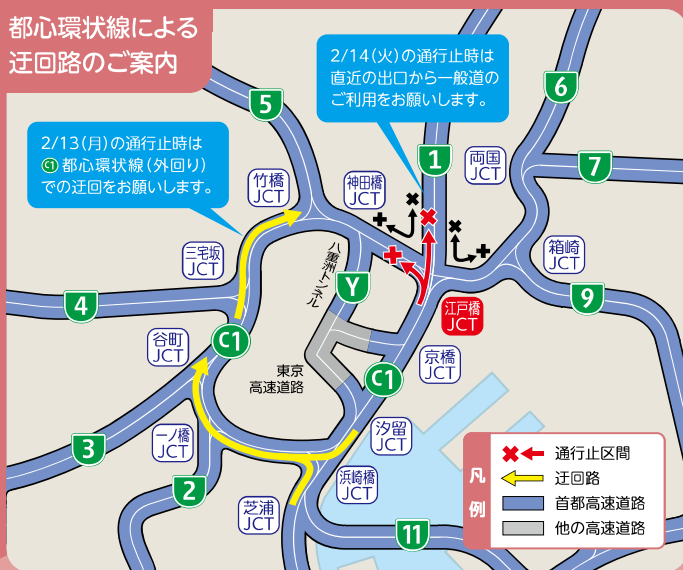 都心環状線による
迂回路のご案内
2/14(火)の通行止時は
直近の出口から一般道の
ご利用をお願いします。
2/13(月)の通行止時は
C1都心環状線(外回り)
での迂回をお願いします。
5
6
1
7
両国
JCT
竹橋
JCT
神田橋
JCT
三宅坂
JCT
八重洲トンネル
Y
箱崎
JCT
9
4
江戸橋
JCT
谷町
JCT
C1
東京
高速道路
C1
京橋
JCT
3
一ノ橋
JCT
2
汐留
JCT
浜崎橋
JCT
芝浦
JCT
11
凡例
通行止区間
迂回路
首都高速道路
他の高速道路